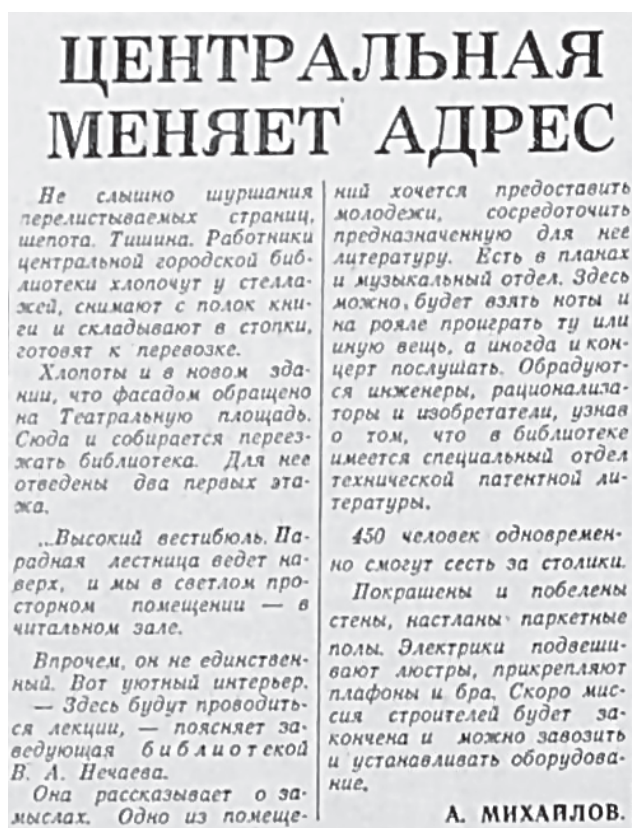 ЦЕНТРАЛЬНАЯ
МЕНЯЕТ АДРЕС
Не слышно шуршания
перелистываемых страниц,
шепота. Тишина. Работники
центральной городской биб-
лиотеки хлопочут у стелла-
жей, снимают с полок кни-
ги и складывают в стопки,
готовят к перевозке.
Хлопоты и в новом зда-
нии, что фасадом обращено
на Театральную площадь.
Сюда и собирается переез-
жать библиотека. Для нее
отведены два первых эта-
жа.
...Высокий вестибюль. Па-
радная лестница ведет на-
верх, и мы в светлом про-
сторном помещении — в
читальном зале.
Впрочем, он не единствен-
ный. Вот уютный интерьер.
— Здесь будут проводить-
ся лекции, — поясняет за-
ведующая библиотекой
В. А. Нечаева.
Она рассказывает о за-
мыслах. Одно из помеще-
ний хочется предоставить
молодежи, сосредоточить
предназначенную для нее
литературу. Есть в планах
и музыкальный отдел. Здесь
можно будет взять ноты и
на рояле проиграть ту или
иную вещь, а иногда и кон-
церт послушать. Обрадуют-
ся инженеры, рационализа-
торы и изобретатели, узнав
о том, что в библиотеке
имеется специальный отдел
технической патентной ли-
тературы.
450 человек одновремен-
но смогут сесть за столики.
Покрашены и побелены
стены, настланы паркетные
полы. Электрики подвеши-
вают люстры, прикрепляют
плафоны и бра. Скоро мис-
сия строителей будет за-
кончена и можно завозить
и устанавливать оборудова-
ние.
А. МИХАЙЛОВ.